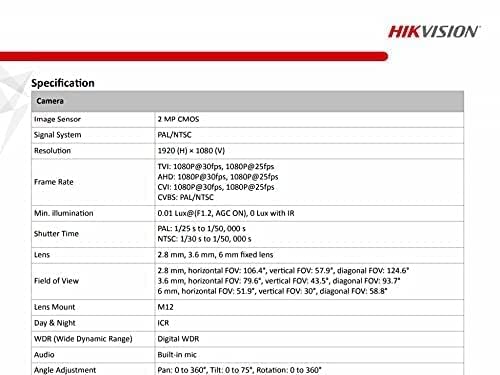 HIKVISION
Specification
Camera
Image Sensor 2 MP CMOS
Signal System PAL/NTSC
Resolution 1920 (H) × 1080 (V)
Frame Rate TVI: 1080P@30fps, 1080P@25fps
AHD: 1080P@30fps, 1080P@25fps
CVI: 1080P@30fps, 1080P@25fps
CVBS: PAL/NTSC
Min. illumination 0.01 Lux@(F1.2, AGC ON), 0 Lux with IR
Shutter Time PAL: 1/25 s to 1/50, 000 s
NTSC: 1/30 s to 1/50, 000 s
Lens 2.8 mm, 3.6 mm, 6 mm fixed lens
Field of View 2.8 mm, horizontal FOV: 106.4°, vertical FOV: 57.9°, diagonal FOV: 124.6°
3.6 mm, horizontal FOV: 79.6°, vertical FOV: 43.5°, diagonal FOV: 93.7°
6 mm, horizontal FOV: 51.9°, vertical FOV: 30°, diagonal FOV: 58.8°
Lens Mount M12
Day & Night ICR
WDR (Wide Dynamic Range) Digital WDR
Audio Built-in mic
Angle Adjustment Pan: 0 to 360°, Tilt: 0 to 75°, Rotation: 0 to 360°